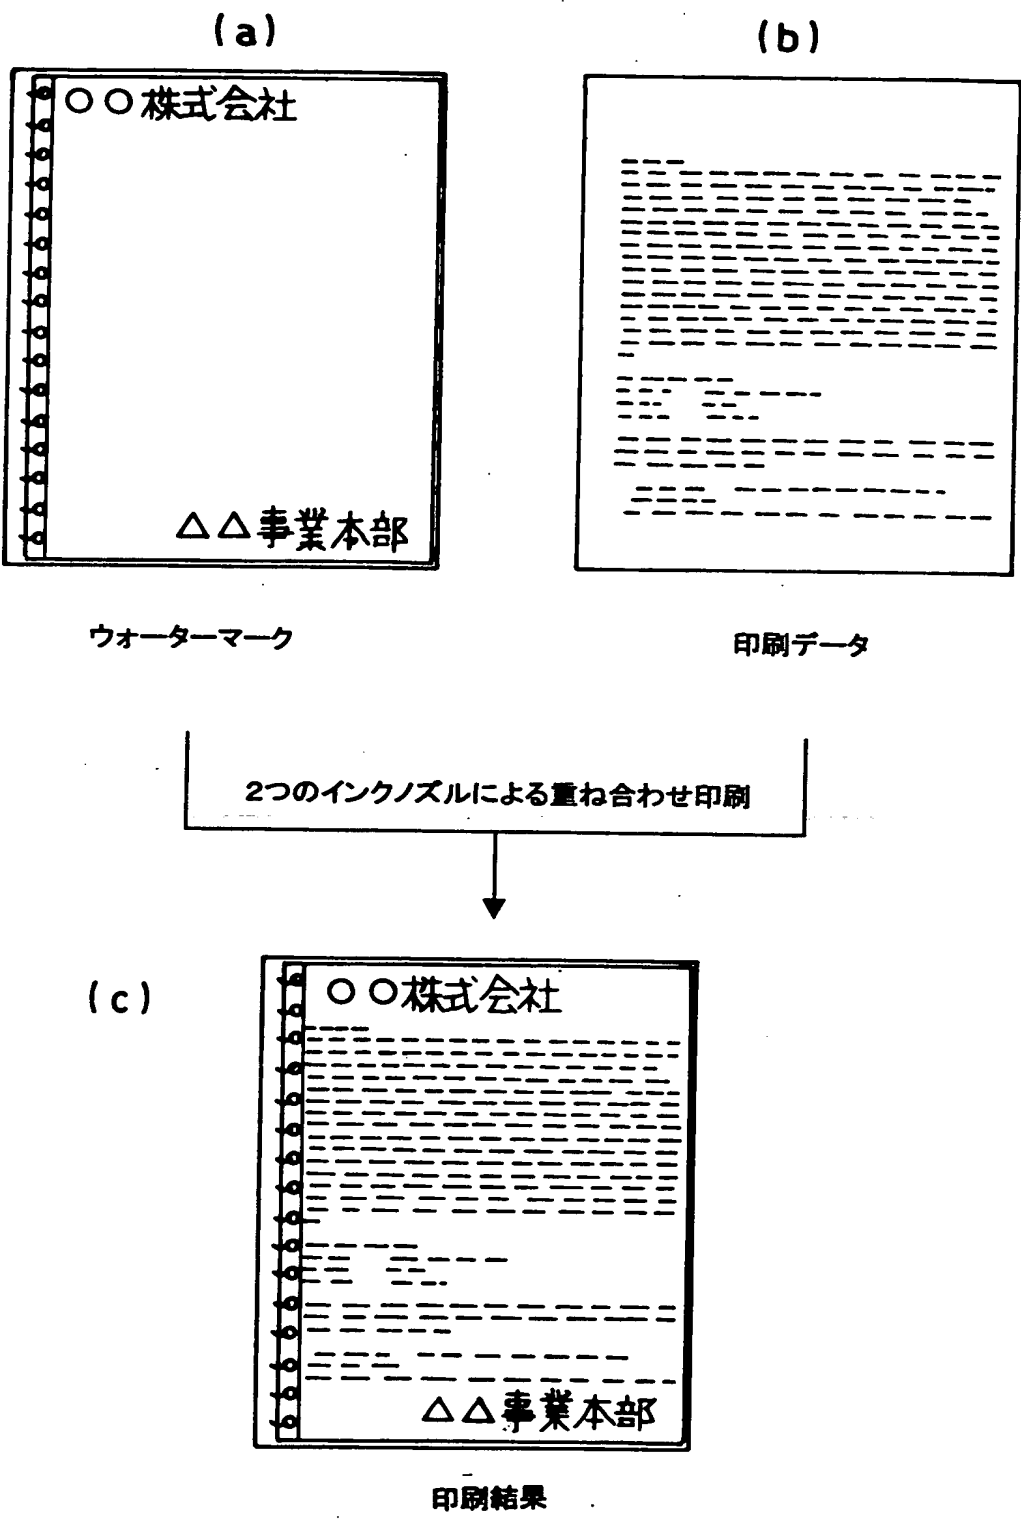 (a)
(b)
○○株式会社
△△事業本部
ウォーターマーク
印刷データ
2つのインクノズルによる重ね合わせ印刷
(c)
○○株式会社
△△事業本部
印刷結果